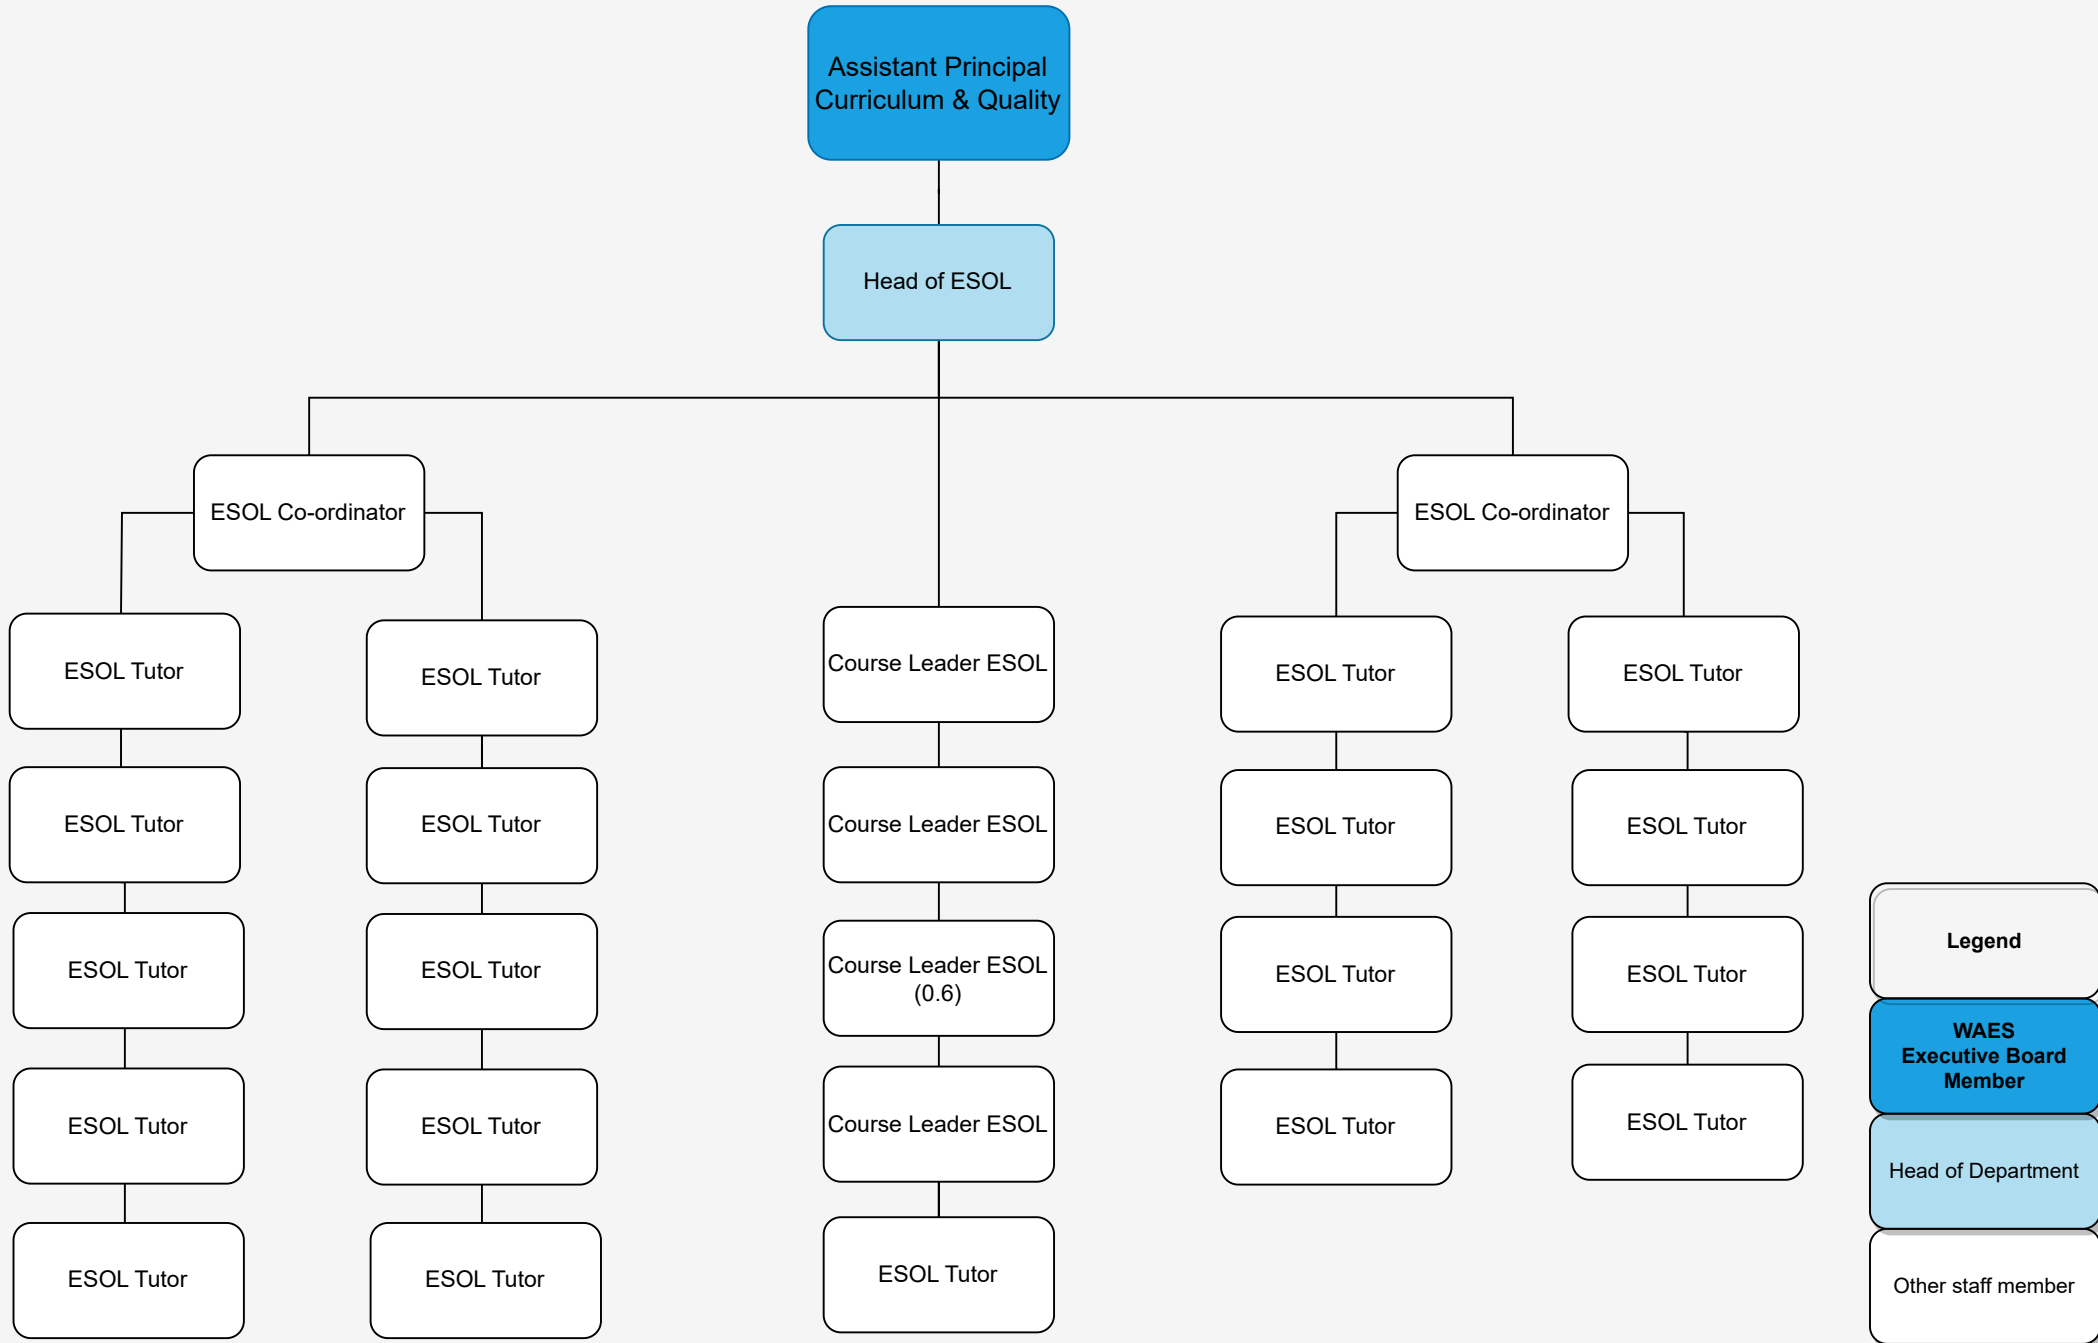 Assistant Principal
Curriculum & Quality
Head of ESOL
ESOL Co-ordinator
ESOL Co-ordinator
ESOL Tutor
ESOL Tutor
Course Leader ESOL
ESOL Tutor
ESOL Tutor
ESOL Tutor
ESOL Tutor
Course Leader ESOL
ESOL Tutor
ESOL Tutor
ESOL Tutor
ESOL Tutor
Course Leader ESOL
(0.6)
ESOL Tutor
ESOL Tutor
ESOL Tutor
ESOL Tutor
Course Leader ESOL
ESOL Tutor
ESOL Tutor
ESOL Tutor
ESOL Tutor
ESOL Tutor
Legend
WAES
Executive Board
Member
Head of Department
Other staff member